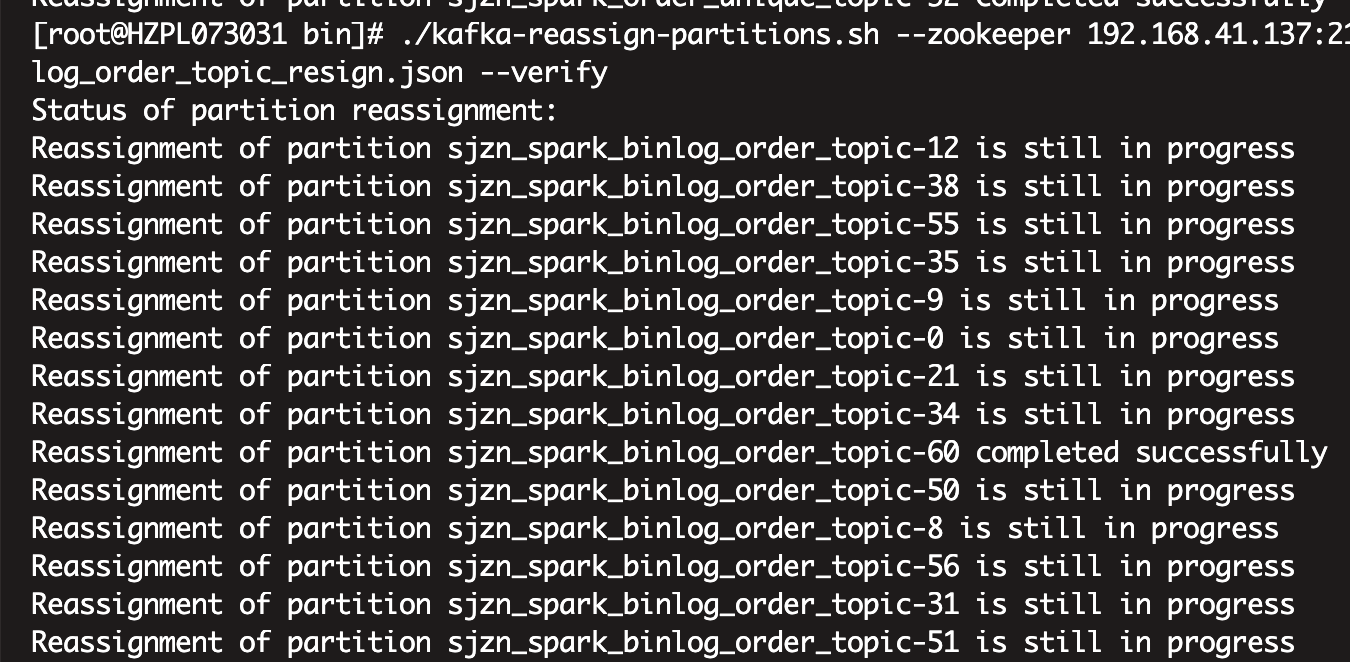 Reassignment of partition sjzn_spark_order_unique_topic-52 completed successfully
[root@HZPL073031 bin]# ./kafka-reassign-partitions.sh --zookeeper 192.168.41.137:21
log_order_topic_resign.json --verify
Status of partition reassignment:
Reassignment of partition sjzn_spark_binlog_order_topic-12 is still in progress
Reassignment of partition sjzn_spark_binlog_order_topic-38 is still in progress
Reassignment of partition sjzn_spark_binlog_order_topic-55 is still in progress
Reassignment of partition sjzn_spark_binlog_order_topic-35 is still in progress
Reassignment of partition sjzn_spark_binlog_order_topic-9 is still in progress
Reassignment of partition sjzn_spark_binlog_order_topic-0 is still in progress
Reassignment of partition sjzn_spark_binlog_order_topic-21 is still in progress
Reassignment of partition sjzn_spark_binlog_order_topic-34 is still in progress
Reassignment of partition sjzn_spark_binlog_order_topic-60 completed successfully
Reassignment of partition sjzn_spark_binlog_order_topic-50 is still in progress
Reassignment of partition sjzn_spark_binlog_order_topic-8 is still in progress
Reassignment of partition sjzn_spark_binlog_order_topic-56 is still in progress
Reassignment of partition sjzn_spark_binlog_order_topic-31 is still in progress
Reassignment of partition sjzn_spark_binlog_order_topic-51 is still in progress